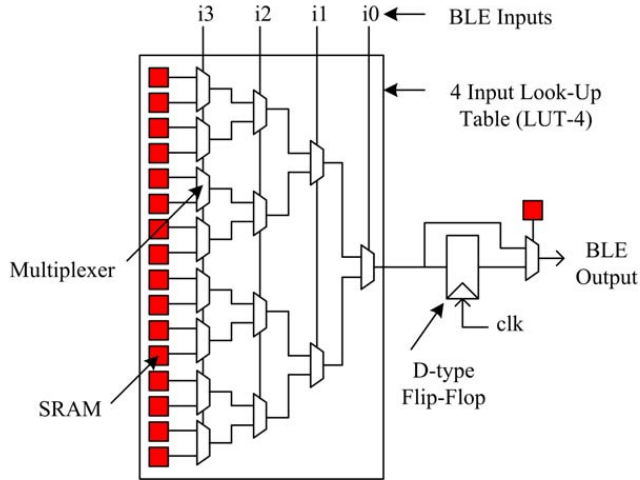 i3 i2 i1 i0
BLE Inputs
4 Input Look-Up
Table (LUT-4)
Multiplexer
SRAM
BLE
Output
clk
D-type
Flip-Flop